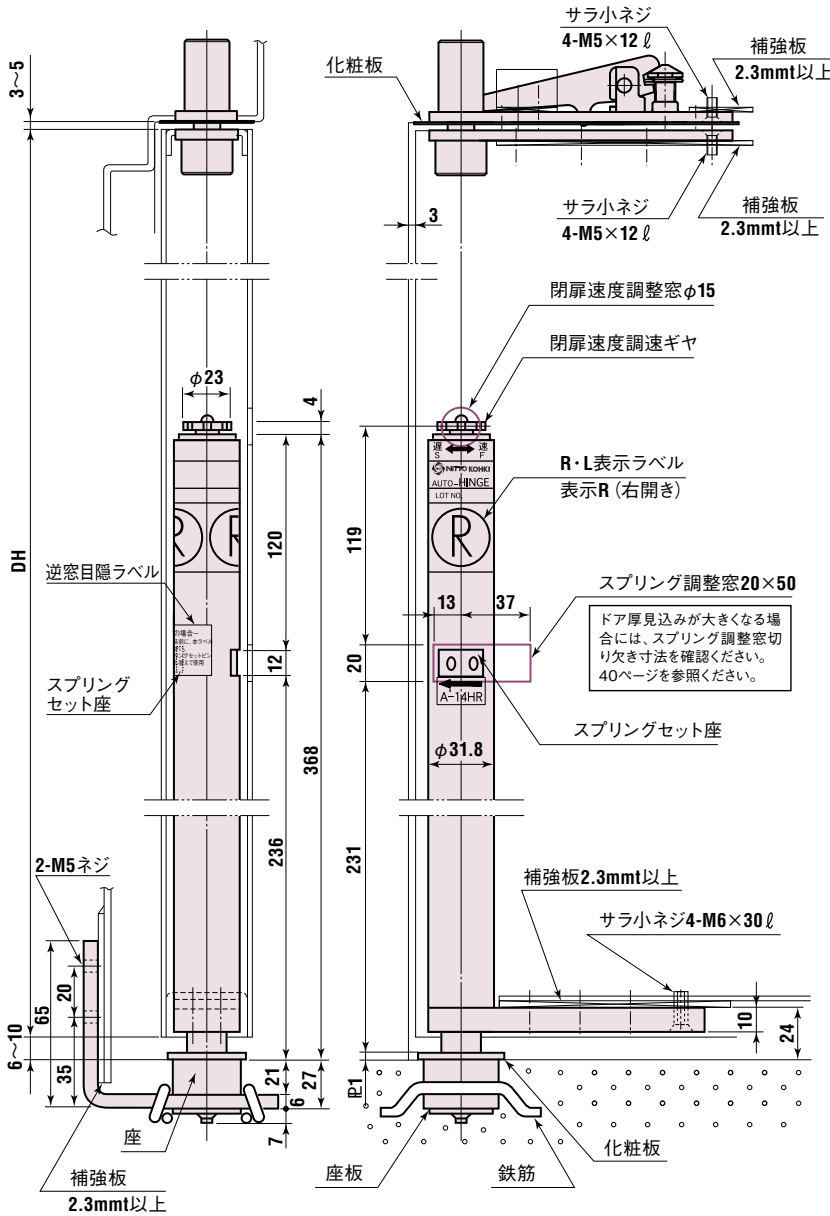 サラ小ネジ
4-M5×12ℓ
補強板
2.3mmt以上
化粧板
3～5
サラ小ネジ
4-M5×12ℓ
補強板
2.3mmt以上
3
閉扉速度調整窓φ15
閉扉速度調速ギヤ
φ23
4
遅 速
S F
NITTO KOHKI
AUTO-HINGE
LOT NO.
R・L表示ラベル
表示R（右開き）
R
R
R
DH
120
119
逆窓目隠ラベル
の場合ー
スプリング調整窓20×50
13
37
ドア厚見込みが大きくなる場
合には、スプリング調整窓切
り欠き寸法を確認ください。
40ページを参照ください。
12
20
スプリング
セット座
A-14HR
スプリングセット座
φ31.8
368
236
231
2-M5ネジ
補強板2.3mmt以上
サラ小ネジ4-M6×30ℓ
65
20
35
6～10
10
24
21
27
6
7
座
補強板
2.3mmt以上
座板
鉄筋
化粧板